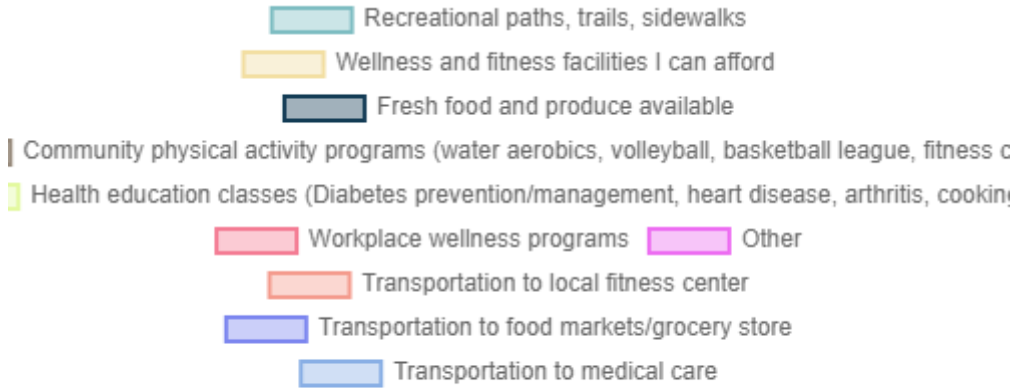 Recreational paths, trails, sidewalks
Wellness and fitness facilities I can afford
Fresh food and produce available
Community physical activity programs (water aerobics, volleyball, basketball league, fitness
Health education classes (Diabetes prevention/management, heart disease, arthritis, cooking
Workplace wellness programs Other
Transportation to local fitness center
Transportation to food markets/grocery store
Transportation to medical care